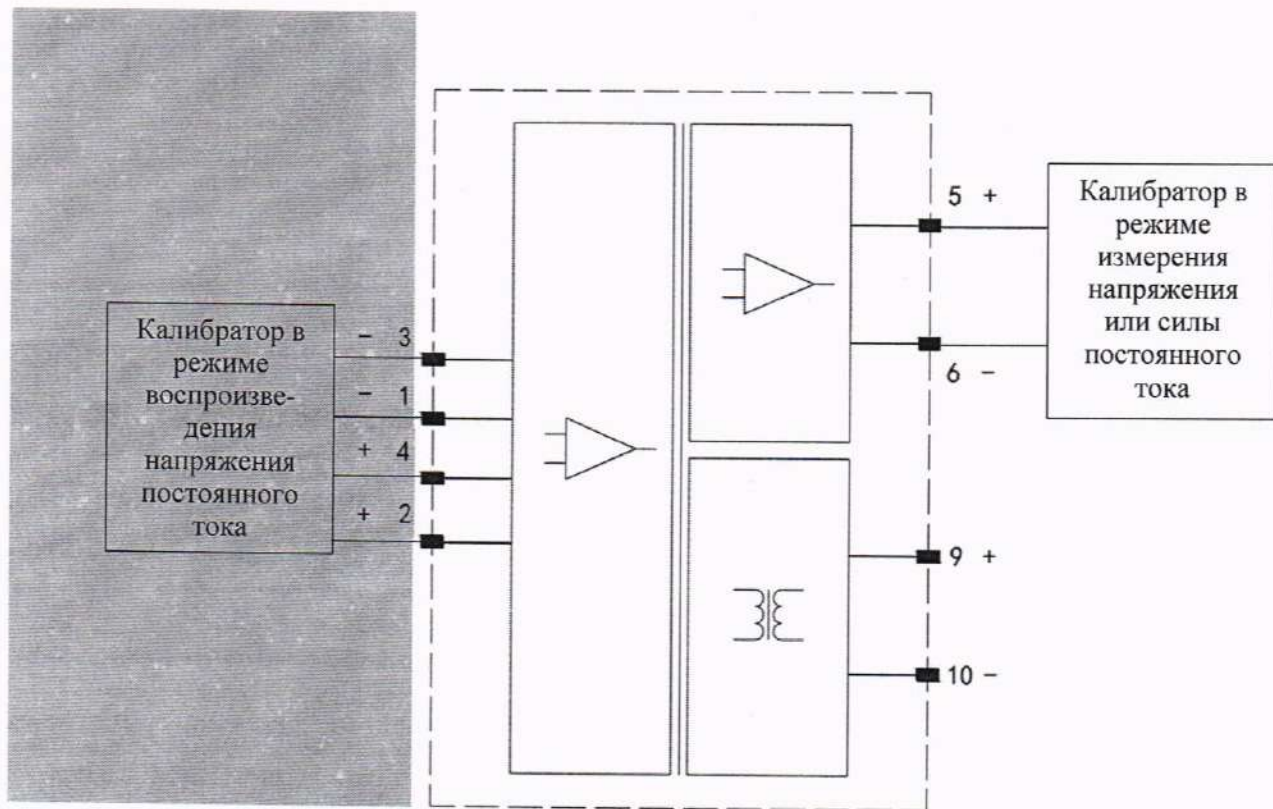 Калибратор в
режиме
воспроизве-
дения
напряжения
постоянного
тока
− 3
− 1
+ 4
+ 2
5 +
6 −
Калибратор в
режиме
измерения
напряжения
или силы
постоянного
тока
9 +
10 −